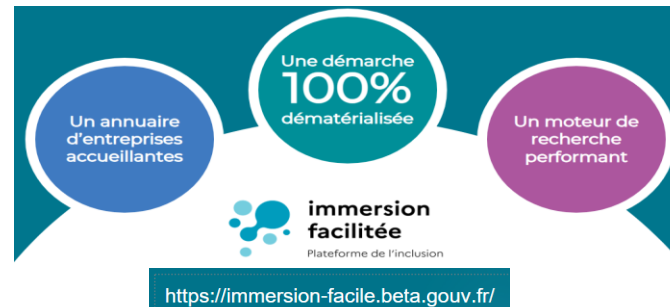 Un annuaire
d'entreprises
accueillantes
Une démarche
100%
dématérialisée
Un moteur de
recherche
performant
immersion
facilitée
Plateforme de l'inclusion
https://immersion-facile.beta.gouv.fr/